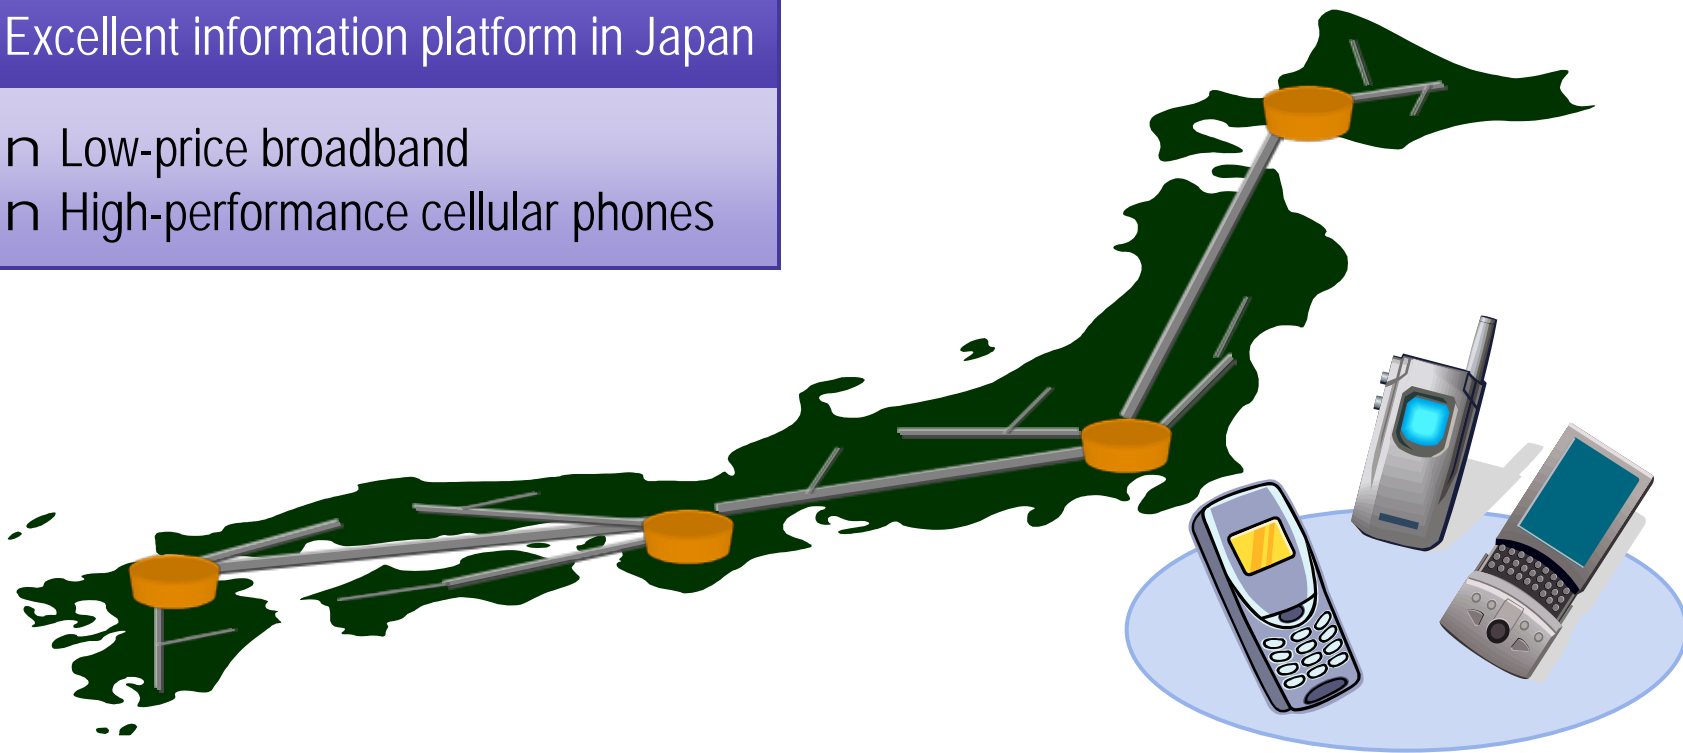 Excellent information platform in Japan
n Low-price broadband
n High-performance cellular phones